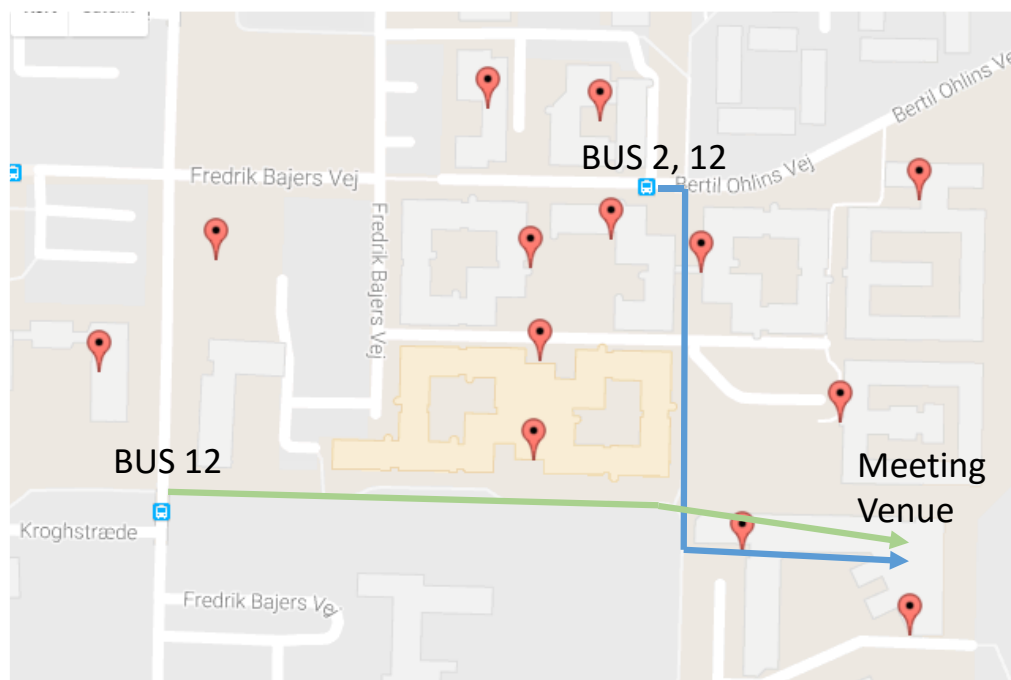 Bertil Ohlins Ve
BUS 2, 12
Fredrik Bajers Vej
Bertil Ohlins Vej
Fredrik Bajers Vej
BUS 12
Meeting
Venue
Kroghstræde
Fredrik Bajers Vej